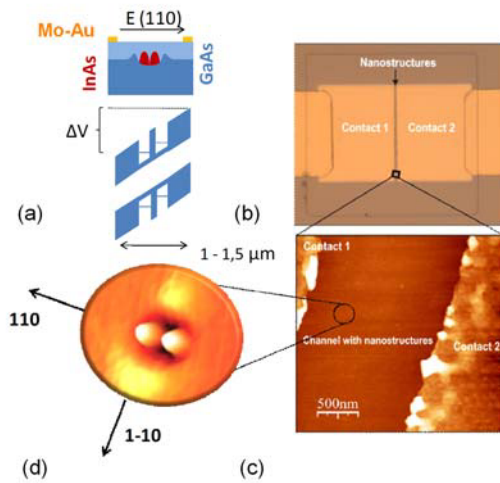 E (110)
Mo-Au
InAs
GaAs
ΔV
(a)
1 - 1,5 μm
Nanostructures
Contact 1
Contact 2
(b)
Contact 1
Channel with nanostructures
Contact 2
500nm
(c)
110
1-10
(d)